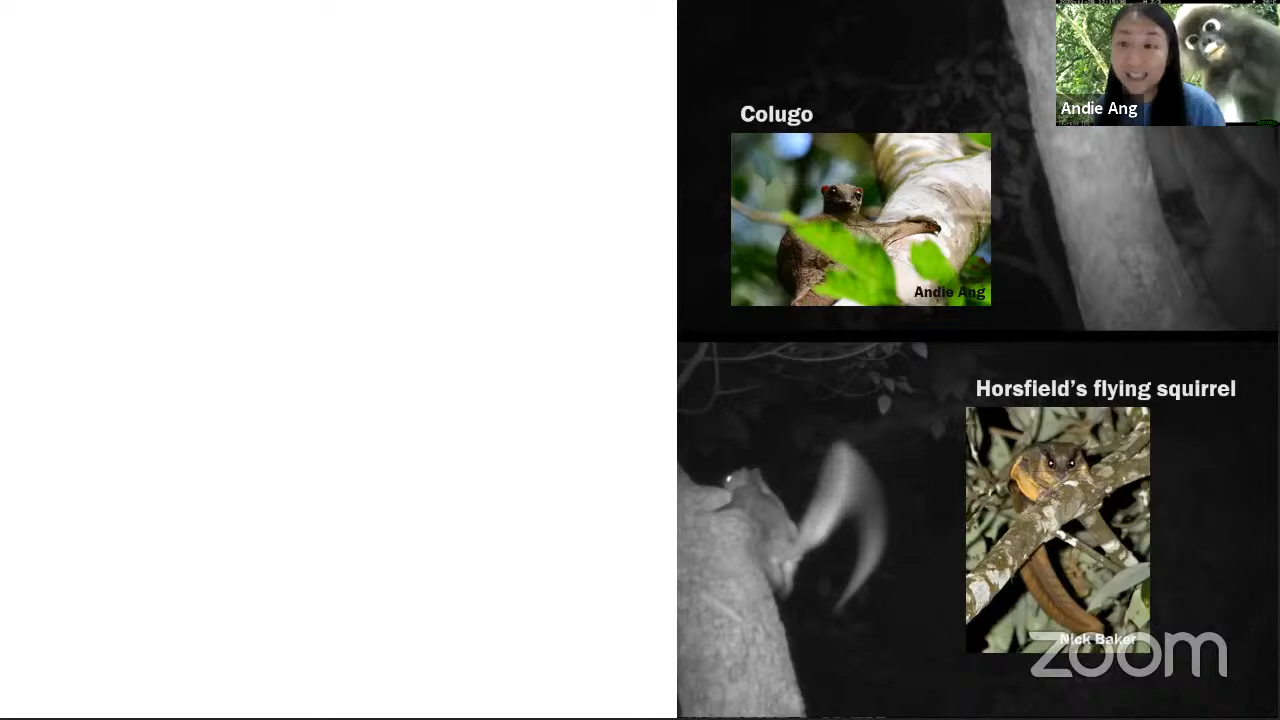 Andie Ang
Colugo
Andie Ang
Horsfield's flying squirrel
Nick Baker
zoom